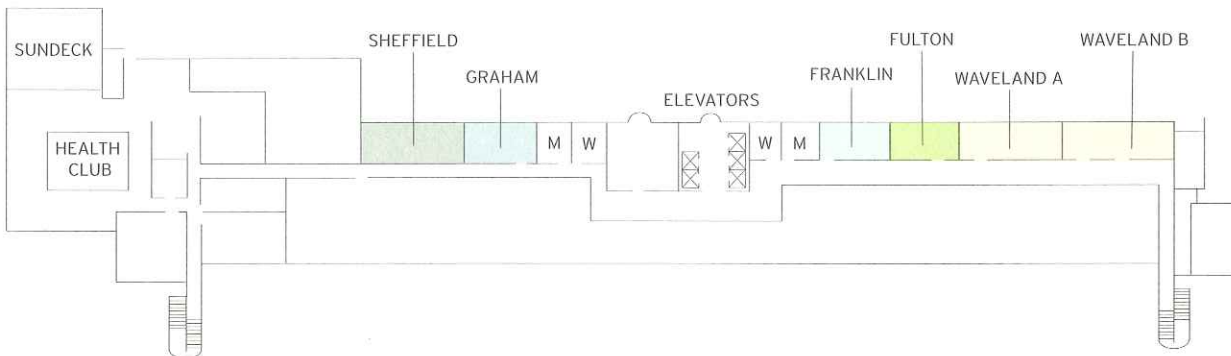 SUNDECK
SHEFFIELD
GRAHAM
ELEVATORS
FULTON
FRANKLIN
WAVELAND A
WAVELAND B
HEALTH
CLUB
M
W
W
M